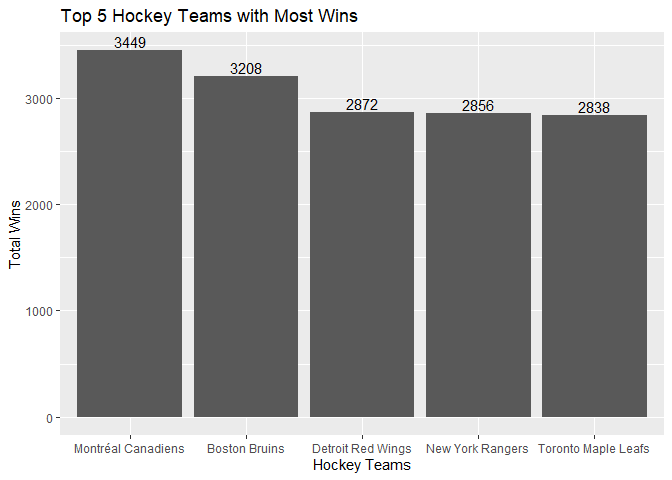 Top 5 Hockey Teams with Most Wins
3449
3208
2872
2856
2838
3000
2000
1000
0
Total Wins
Montréal Canadiens
Boston Bruins
Detroit Red Wings
New York Rangers
Toronto Maple Leafs
Hockey Teams